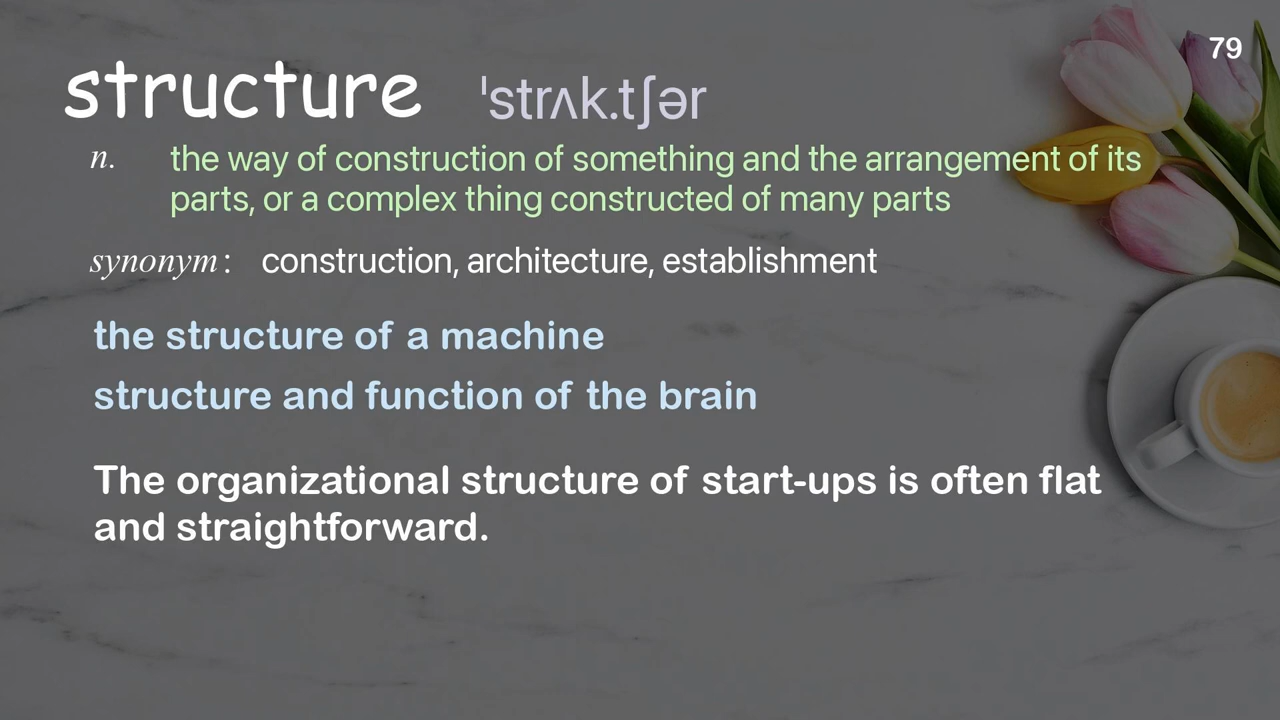 79
structure ˈstrʌk.tʃər
n. the way of construction of something and the arrangement of its
parts, or a complex thing constructed of many parts
synonym : construction, architecture, establishment
the structure of a machine
structure and function of the brain
The organizational structure of start-ups is often flat
and straightforward.